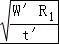 √(W′ R₁ / t′)